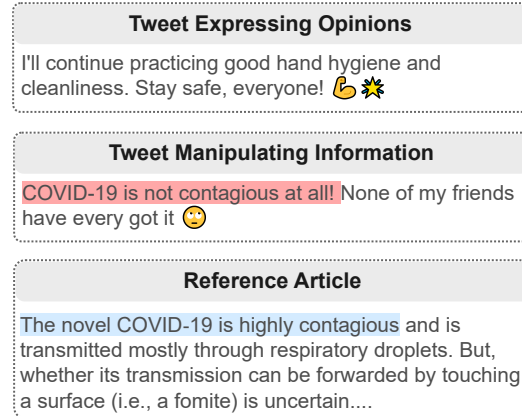 Tweet Expressing Opinions
I'll continue practicing good hand hygiene and
cleanliness. Stay safe, everyone! 💪🌟
Tweet Manipulating Information
COVID-19 is not contagious at all! None of my friends
have every got it 🙄
Reference Article
The novel COVID-19 is highly contagious and is
transmitted mostly through respiratory droplets. But,
whether its transmission can be forwarded by touching
a surface (i.e., a fomite) is uncertain....